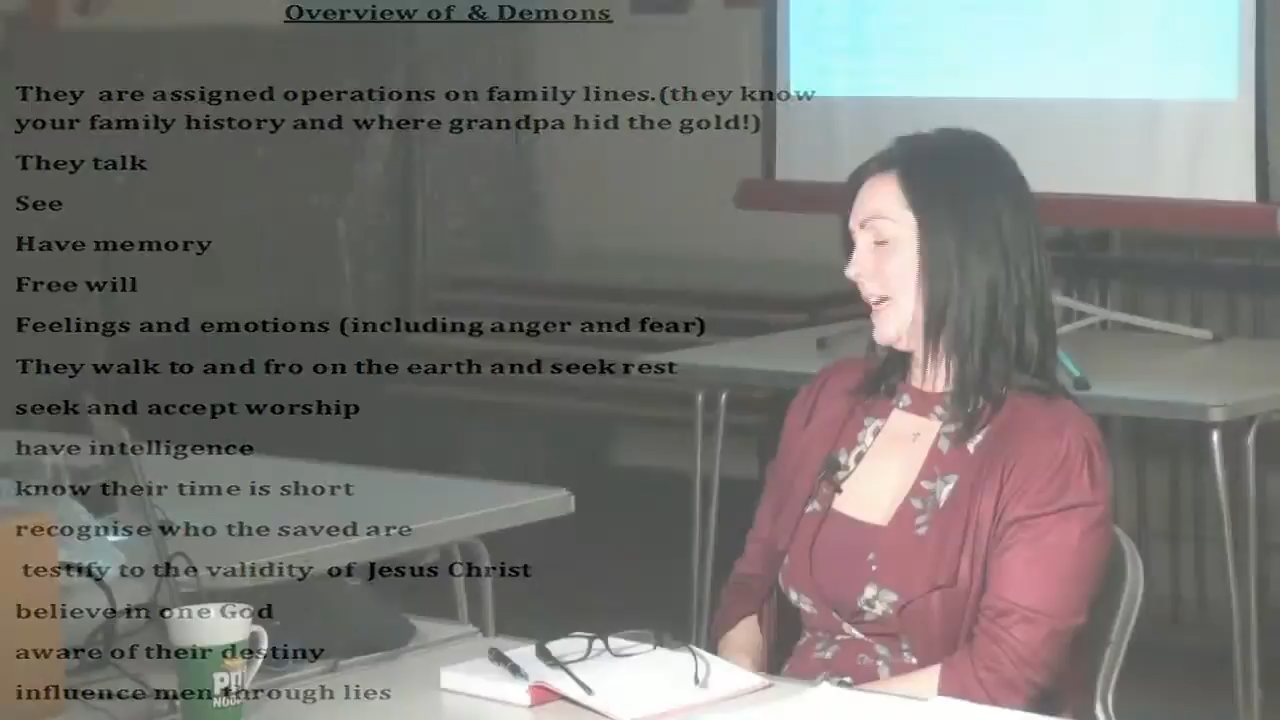 Overview of & Demons
They are assigned operations on family lines.(they know
your family history and where grandpa hid the gold!)
They talk
See
Have memory
Free will
Feelings and emotions (including anger and fear)
They walk to and fro on the earth and seek rest
seek and accept worship
have intelligence
know their time is short
recognise who the saved are
testify to the validity of Jesus Christ
believe in one God
aware of their destiny
influence men through lies